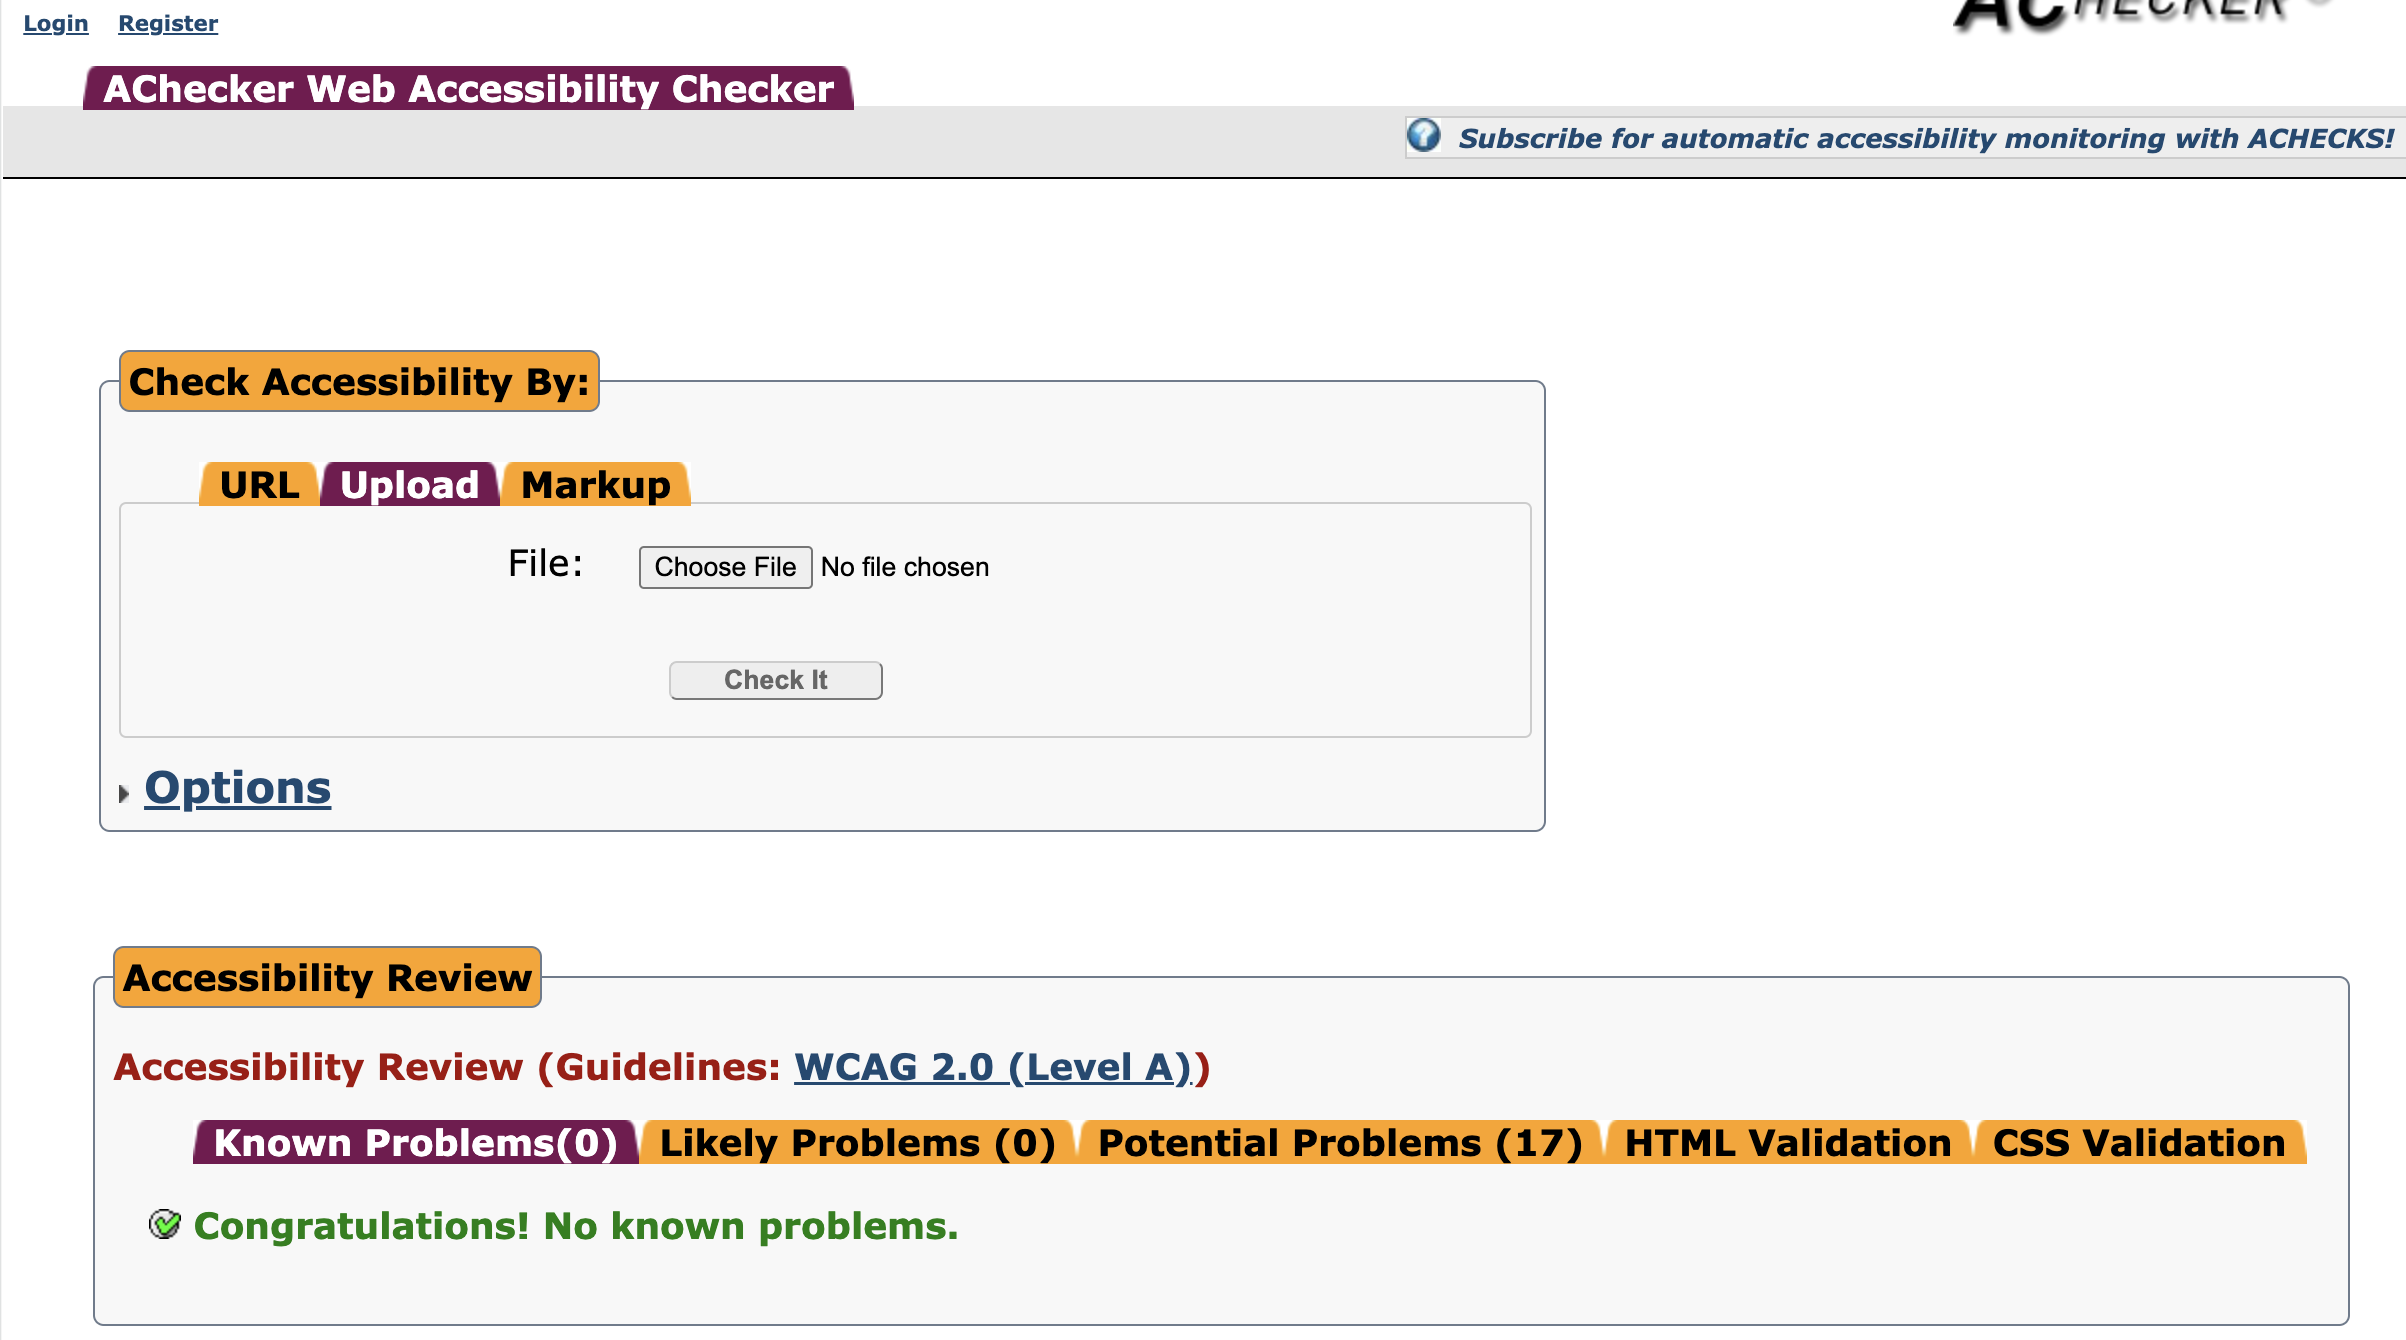 Login Register
ACHECKER
AChecker Web Accessibility Checker
Subscribe for automatic accessibility monitoring with ACHECKS!
Check Accessibility By:
URL Upload Markup
File: Choose File No file chosen
Check It
Options
Accessibility Review
Accessibility Review (Guidelines: WCAG 2.0 (Level A))
Known Problems(0) Likely Problems (0) Potential Problems (17) HTML Validation CSS Validation
Congratulations! No known problems.